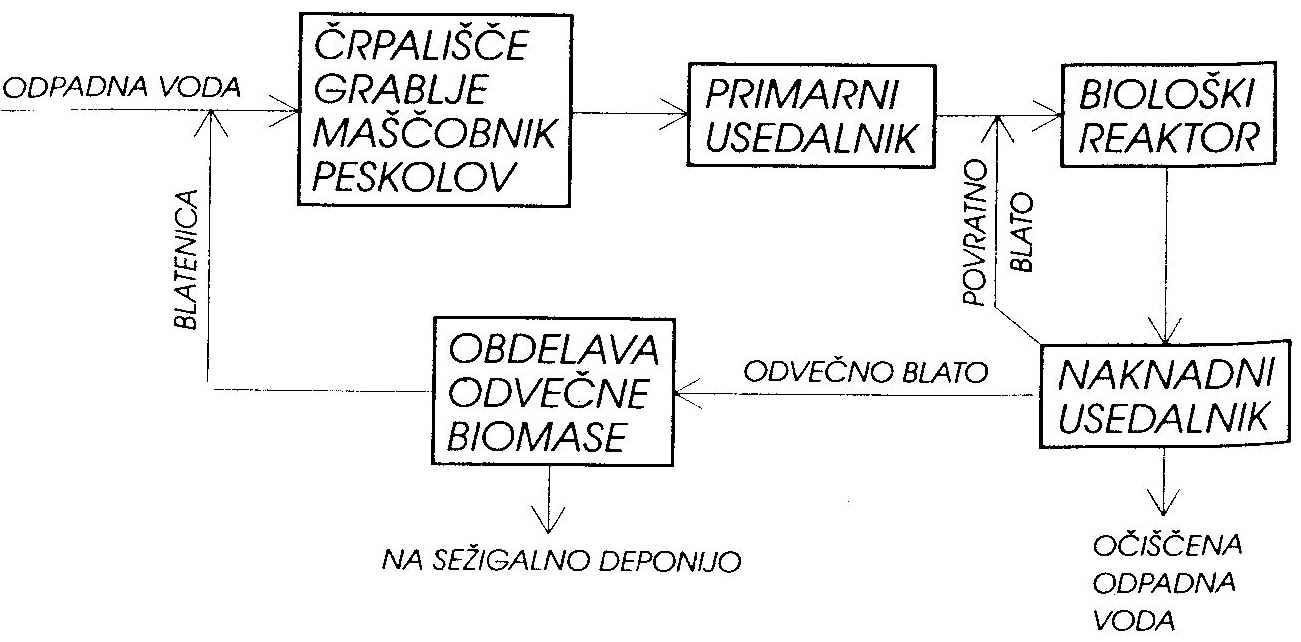 ODPADNA VODA
ČRPALIŠČE
GRABLJE
MAŠČOBNIK
PESKOLOV
PRIMARNI
USEDALNIK
BIOLOŠKI
REAKTOR
BLATENICA
POVRATNO
BLATO
OBDELAVA
ODVEČNE
BIOMASE
ODVEČNO BLATO
NAKNADNI
USEDALNIK
NA SEŽIGALNO DEPONIJO
OČIŠČENA
ODPADNA
VODA